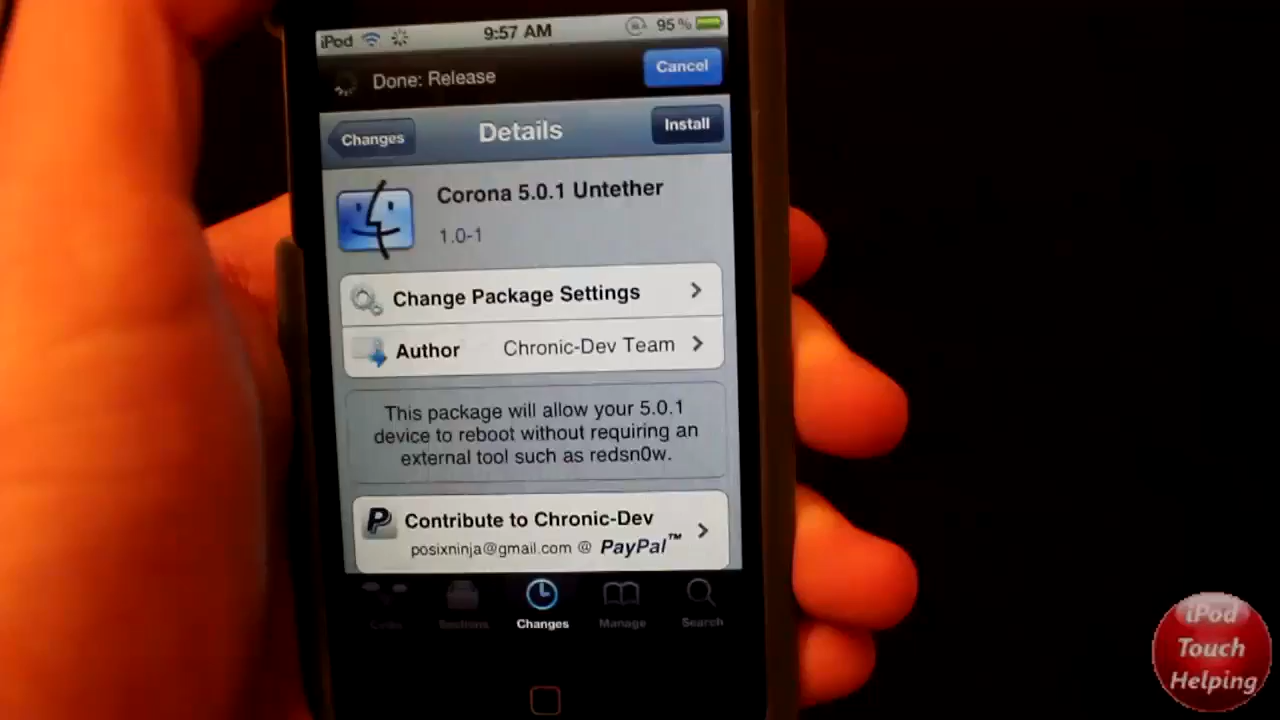 iPod 9:57 AM 95%
Done: Release Cancel
Changes Details Install
Corona 5.0.1 Untether
1.0-1
Change Package Settings
Author Chronic-Dev Team
This package will allow your 5.0.1
device to reboot without requiring an
external tool such as redsn0w.
Contribute to Chronic-Dev
posixninja@gmail.com @ PayPal™
Sections Changes Manage Search
iPod
Touch
Helping